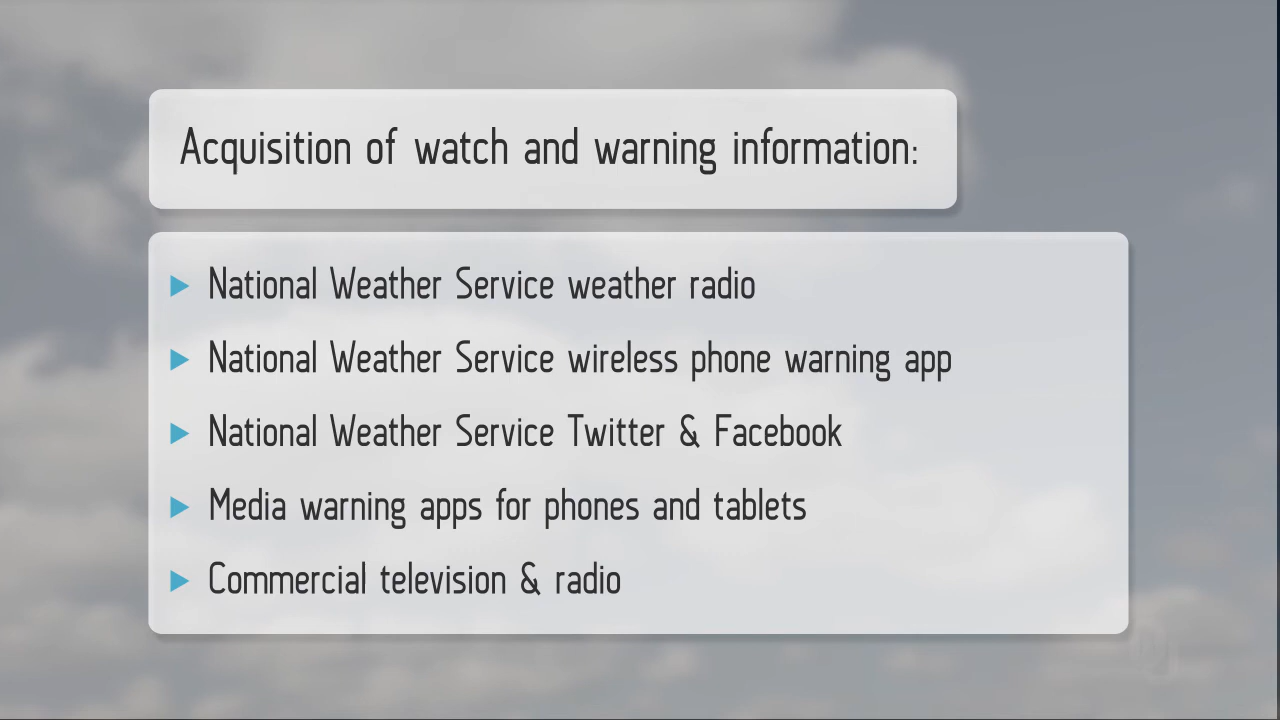 Acquisition of watch and warning information:
National Weather Service weather radio
National Weather Service wireless phone warning app
National Weather Service Twitter & Facebook
Media warning apps for phones and tablets
Commercial television & radio